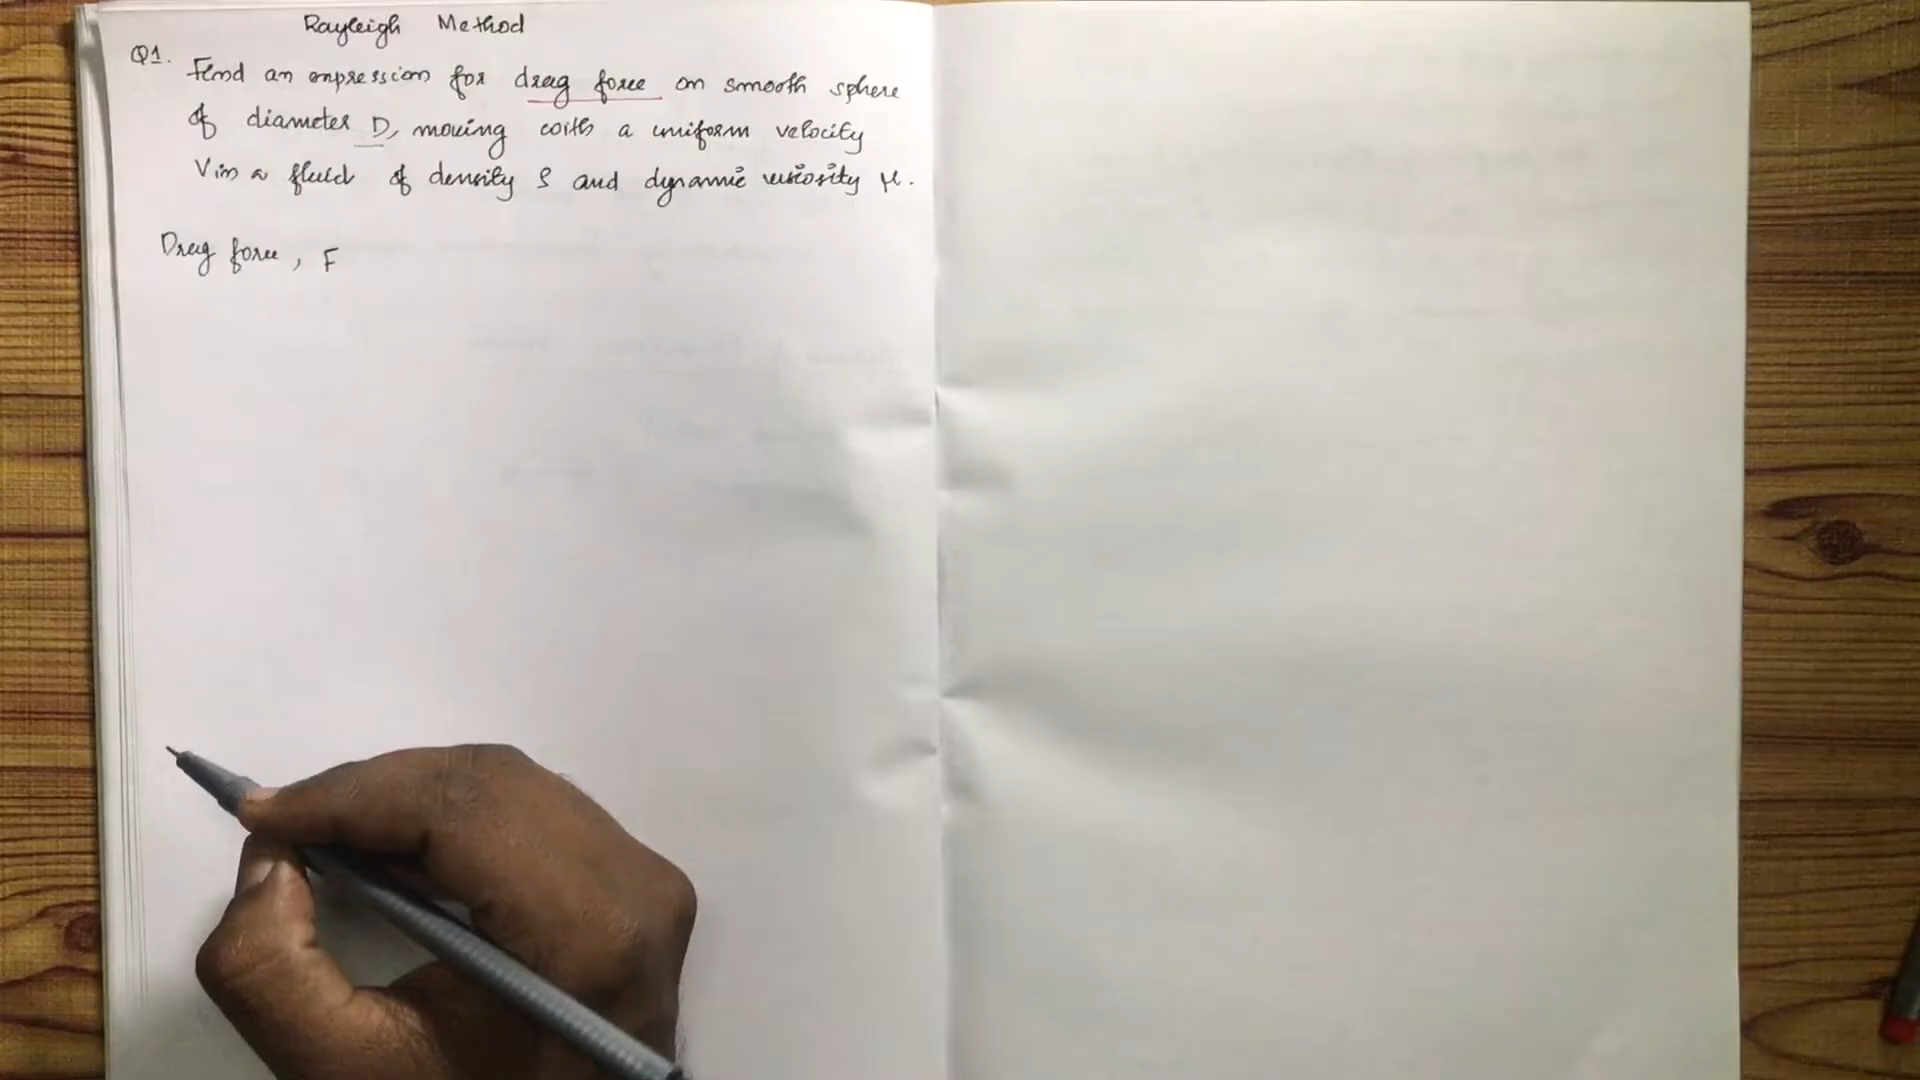 Rayleigh Method
Q1.
Find an expression for drag force on smooth sphere
of diameter D, moving with a uniform velocity
V in a fluid of density ρ and dynamic viscosity μ.
Drag force, F